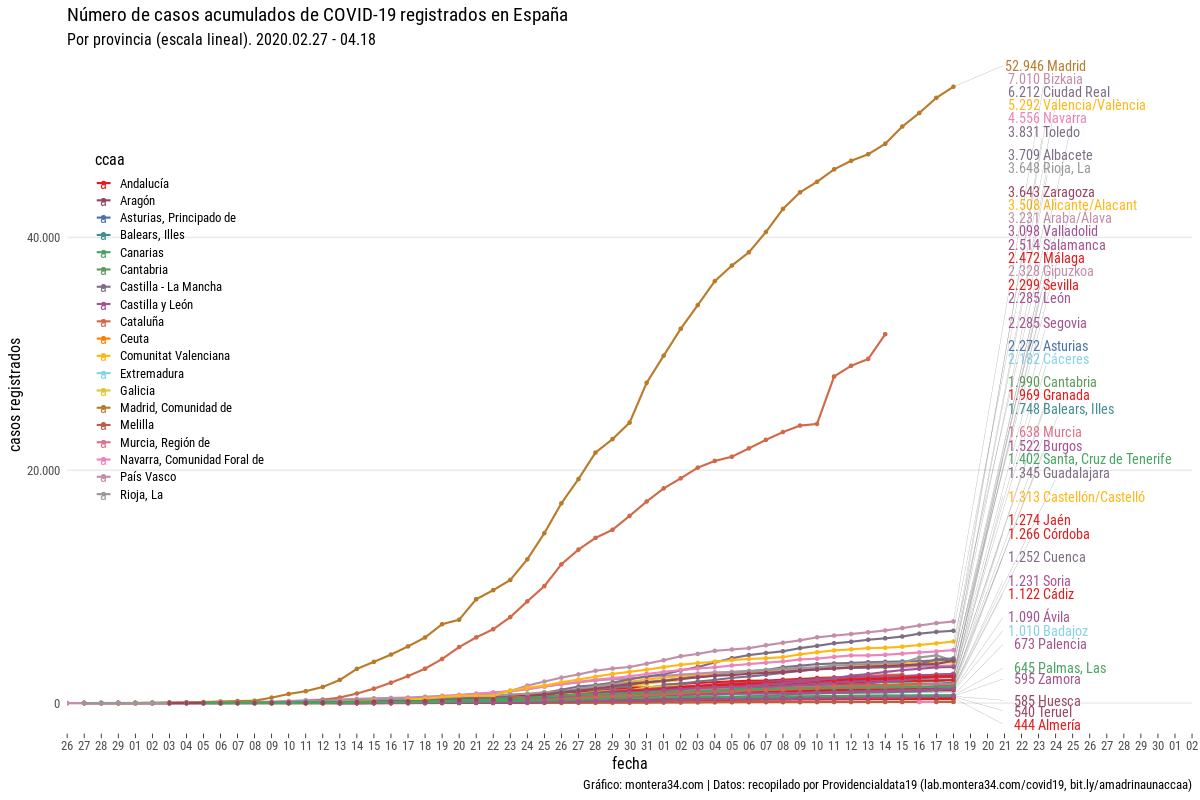 Número de casos acumulados de COVID-19 registrados en España
Por provincia (escala lineal). 2020.02.27 - 04.18
ccaa
Andalucía
Aragón
Asturias, Principado de
Balears, Illes
Canarias
Cantabria
Castilla - La Mancha
Castilla y León
Cataluña
Ceuta
Comunitat Valenciana
Extremadura
Galicia
Madrid, Comunidad de
Melilla
Murcia, Región de
Navarra, Comunidad Foral de
País Vasco
Rioja, La
casos registrados
40.000
20.000
0
52.946 Madrid
7.010 Bizkaia
6.212 Ciudad Real
5.292 Valencia/València
4.556 Navarra
3.831 Toledo
3.709 Albacete
3.648 Rioja, La
3.643 Zaragoza
3.508 Alicante/Alacant
3.231 Araba/Álava
3.098 Valladolid
2.514 Salamanca
2.472 Málaga
2.328 Gipuzkoa
2.299 Sevilla
2.285 León
2.285 Segovia
2.272 Asturias
2.182 Cáceres
1.990 Cantabria
1.969 Granada
1.748 Balears, Illes
1.638 Murcia
1.522 Burgos
1.402 Santa, Cruz de Tenerife
1.345 Guadalajara
1.313 Castellón/Castelló
1.274 Jaén
1.266 Córdoba
1.252 Cuenca
1.231 Soria
1.122 Cádiz
1.090 Ávila
1.010 Badajoz
673 Palencia
645 Palmas, Las
595 Zamora
585 Huesca
540 Teruel
444 Almería
26 27 28 29 01 02 03 04 05 06 07 08 09 10 11 12 13 14 15 16 17 18 19 20 21 22 23 24 25 26 27 28 29 30 31 01 02 03 04 05 06 07 08 09 10 11 12 13 14 15 16 17 18 19 20 21 22 23 24 25 26 27 28 29 30 01 02
fecha
Gráfico: montera34.com | Datos: recopilado por Providencialdata19 (lab.montera34.com/covid19, bit.ly/amadrinaunaccaa)